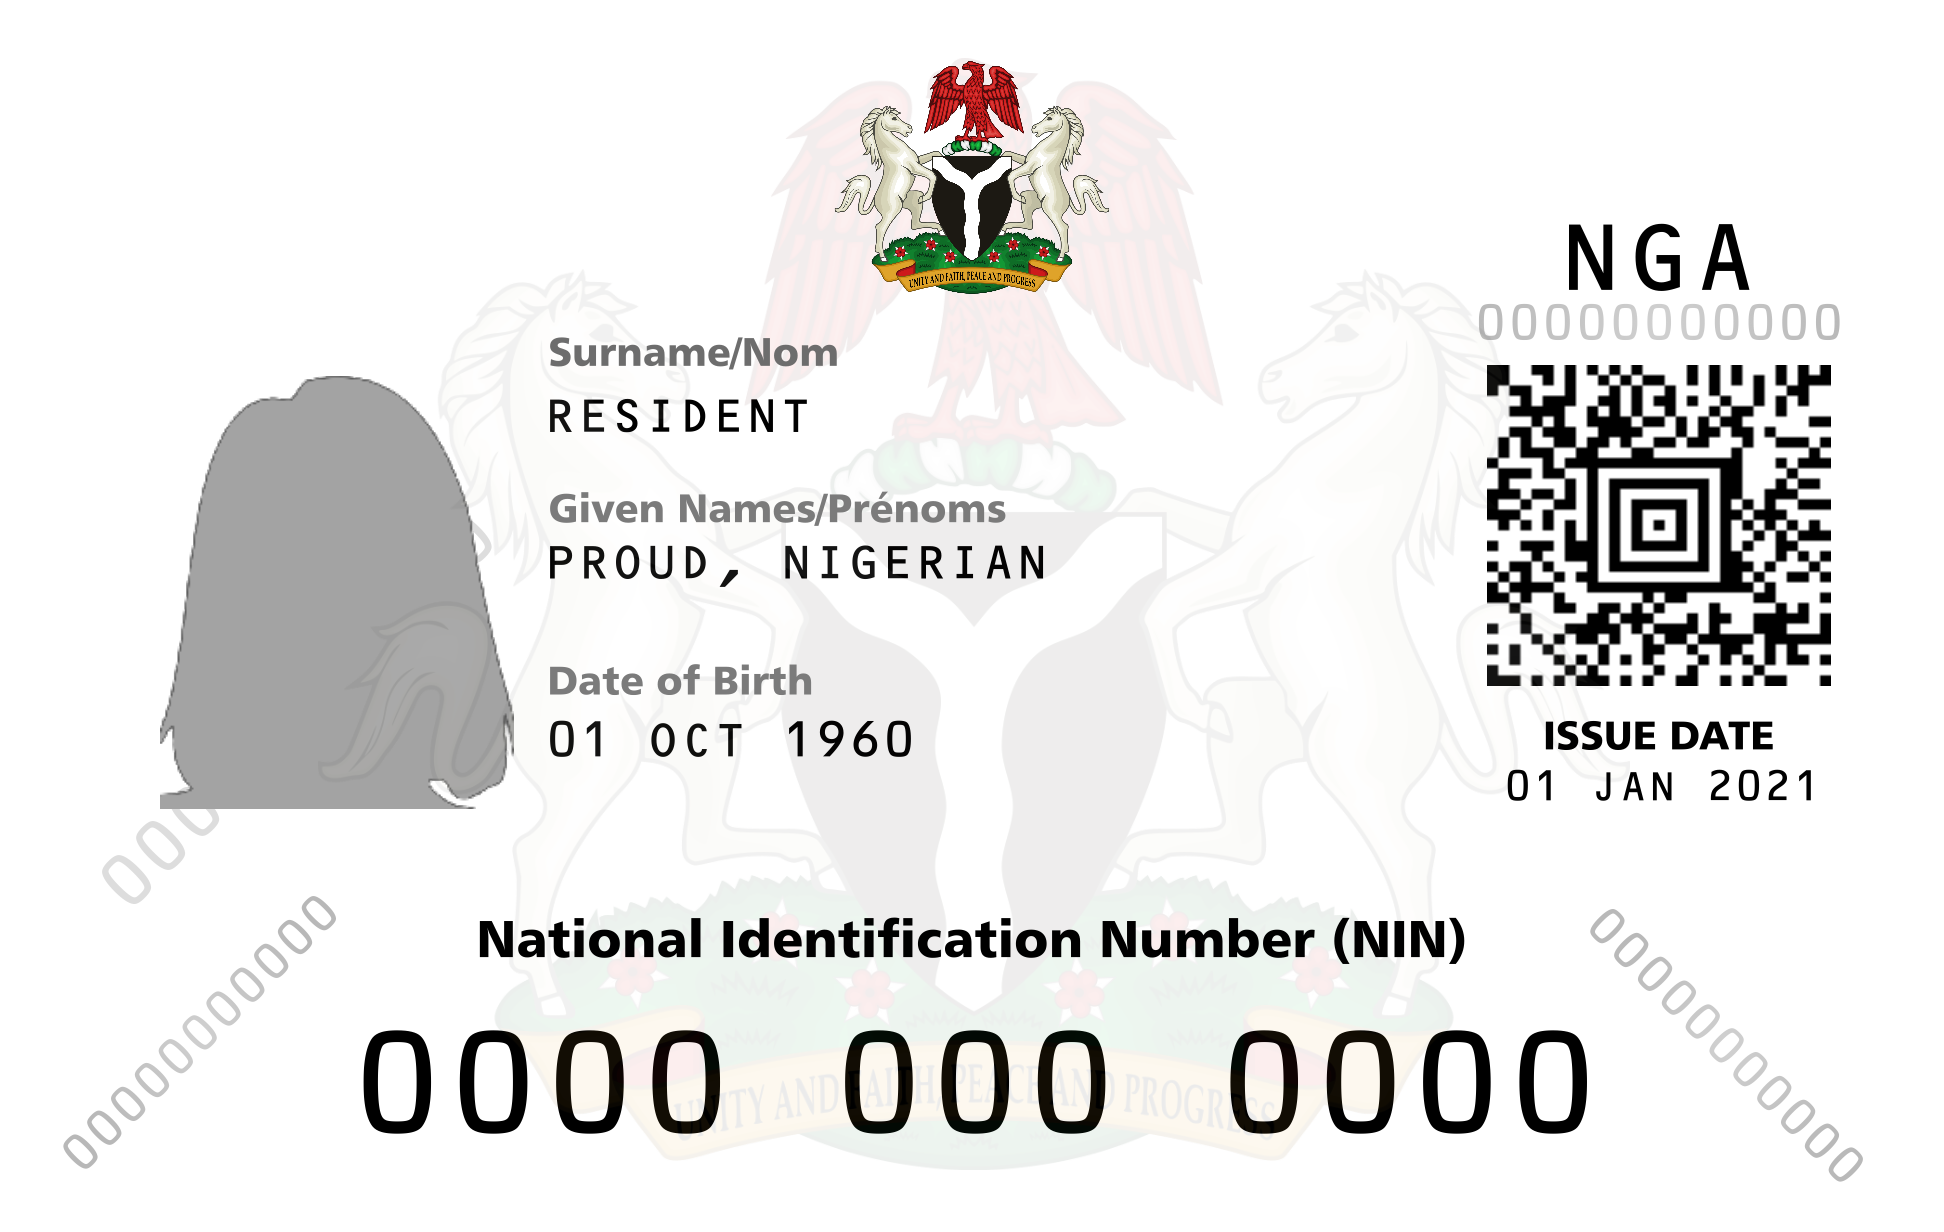 UNITY AND FAITH, PEACE AND PROGRESS
NGA
00000000000
Surname/Nom
RESIDENT
Given Names/Prénoms
PROUD, NIGERIAN
Date of Birth
01 OCT 1960
ISSUE DATE
01 JAN 2021
National Identification Number (NIN)
0000 000 0000
UNITY AND FAITH, PEACE AND PROGRESS
00000000000
00000000000